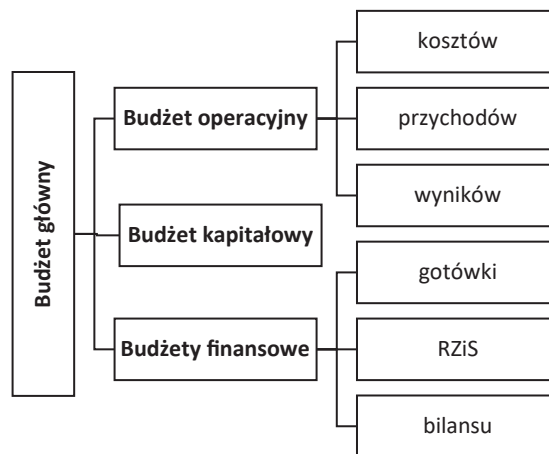 Budżet główny
Budżet operacyjny
kosztów
przychodów
wyników
Budżet kapitałowy
Budżety finansowe
gotówki
RZiS
bilansu